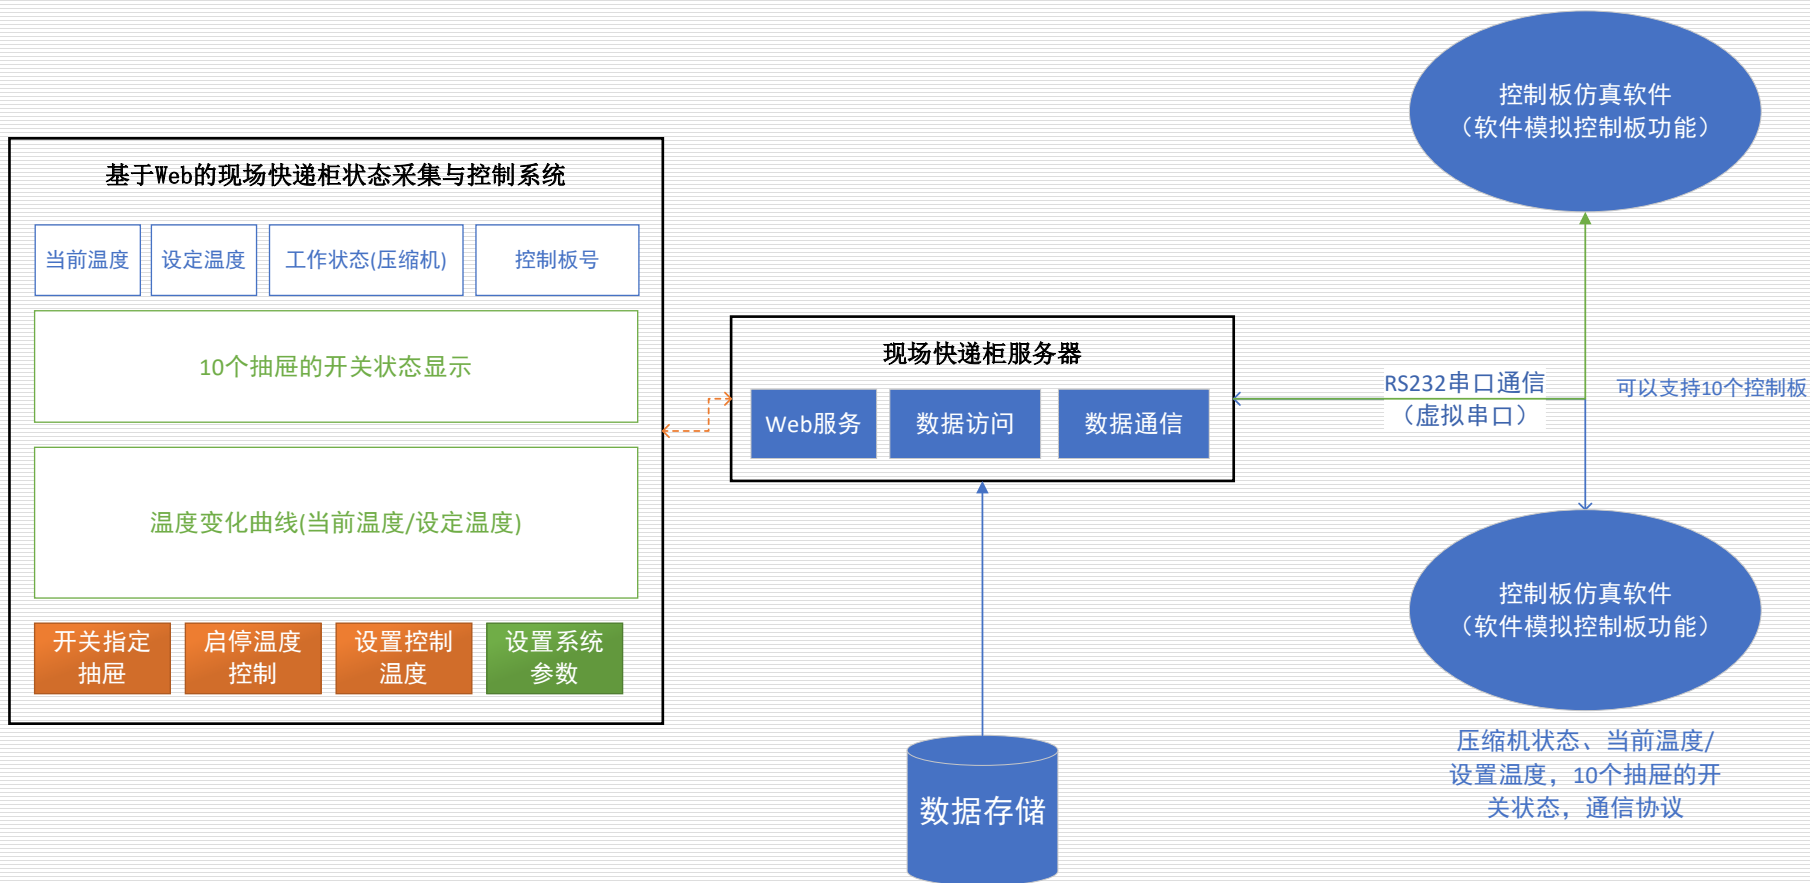 控制板仿真软件
（软件模拟控制板功能）
基于Web的现场快递柜状态采集与控制系统
当前温度
设定温度
工作状态(压缩机)
控制板号
10个抽屉的开关状态显示
温度变化曲线(当前温度/设定温度)
开关指定
抽屉
启停温度
控制
设置控制
温度
设置系统
参数
现场快递柜服务器
Web服务
数据访问
数据通信
RS232串口通信
（虚拟串口）
可以支持10个控制板
控制板仿真软件
（软件模拟控制板功能）
压缩机状态、当前温度/
设置温度，10个抽屉的开
关状态，通信协议
数据存储